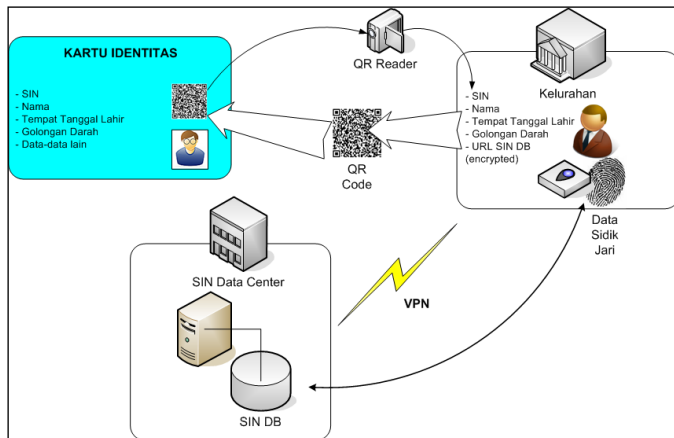 KARTU IDENTITAS
- SIN
- Nama
- Tempat Tanggal Lahir
- Golongan Darah
- Data-data lain
QR Reader
QR
Code
Kelurahan
- SIN
- Nama
- Tempat Tanggal Lahir
- Golongan Darah
- URL SIN DB
(encrypted)
Data
Sidik
Jari
SIN Data Center
VPN
SIN DB